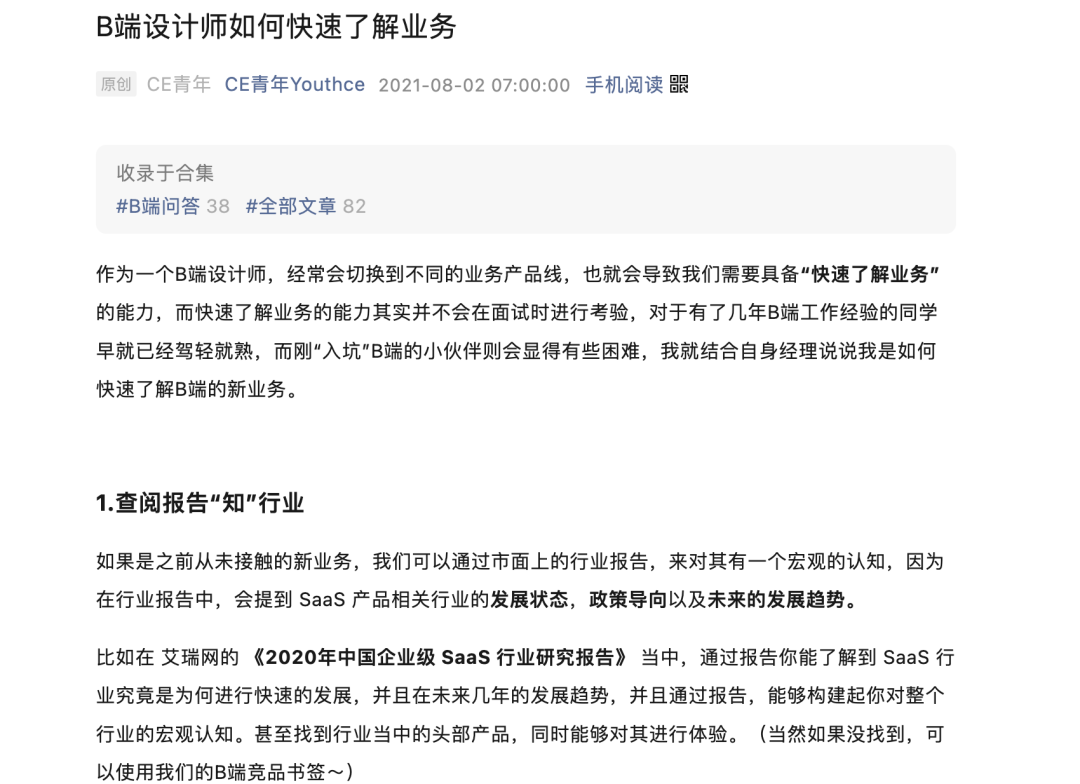 B端设计师如何快速了解业务
原创 CE青年 CE青年Youthce 2021-08-02 07:00:00 手机阅读
收录于合集
#B端问答 38 #全部文章 82
作为一个B端设计师，经常会切换到不同的业务产品线，也就会导致我们需要具备“快速了解业务”
的能力，而快速了解业务的能力其实并不会在面试时进行考验，对于有了几年B端工作经验的同学
早就已经驾轻就熟，而刚“入坑”B端的小伙伴则会显得有些困难，我就结合自身经理说说我是如何
快速了解B端的新业务。
1.查阅报告“知”行业
如果是之前从未接触的新业务，我们可以通过市面上的行业报告，来对其有一个宏观的认知，因为
在行业报告中，会提到 SaaS 产品相关行业的发展状态，政策导向以及未来的发展趋势。
比如在 艾瑞网的 《2020年中国企业级 SaaS 行业研究报告》 当中，通过报告你能了解到 SaaS 行
业究竟是为何进行快速的发展，并且在未来几年的发展趋势，并且通过报告，能够构建起你对整个
行业的宏观认知。甚至找到行业当中的头部产品，同时能够对其进行体验。（当然如果没找到，可
以使用我们的B端竞品书签～）